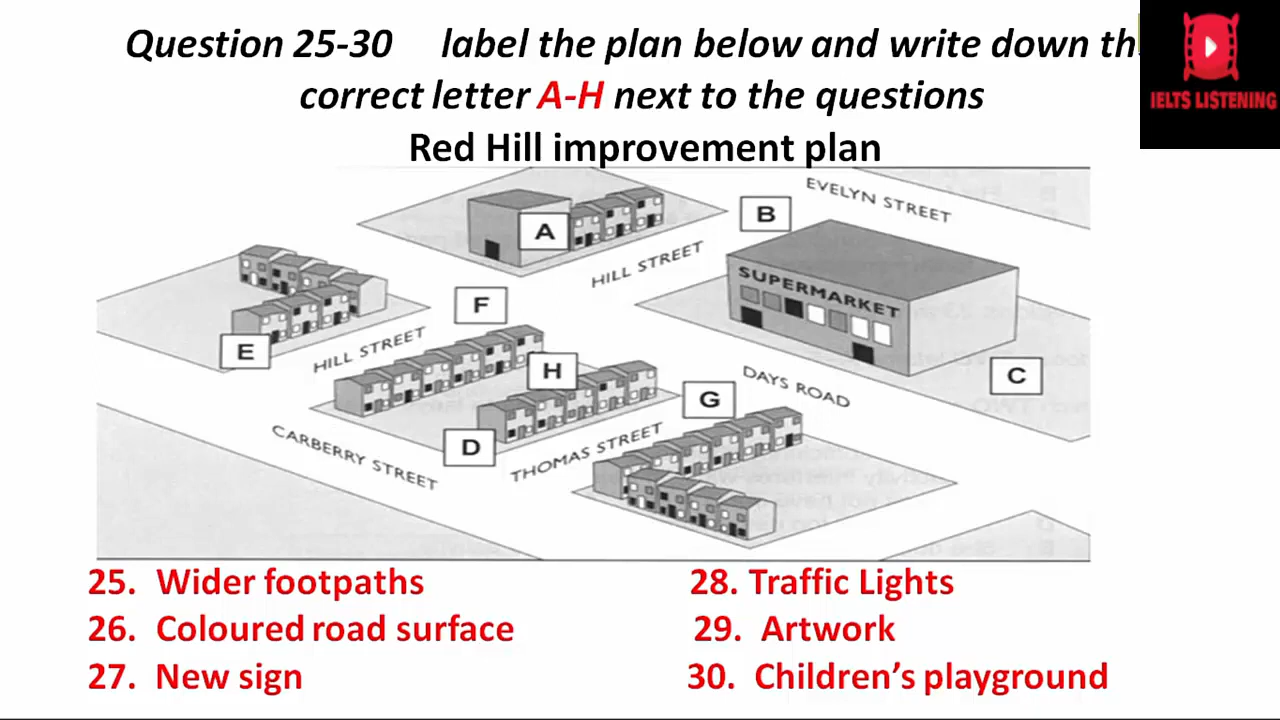 Question 25-30 label the plan below and write down
correct letter A-H next to the questions
Red Hill improvement plan
IELTS LISTENING
EVELYN STREET
B
A
HILL STREET
SUPERMARKET
F
E
HILL STREET
H
C
DAYS ROAD
G
D
CARBERRY STREET
THOMAS STREET
25. Wider footpaths
28. Traffic Lights
26. Coloured road surface
29. Artwork
27. New sign
30. Children's playground